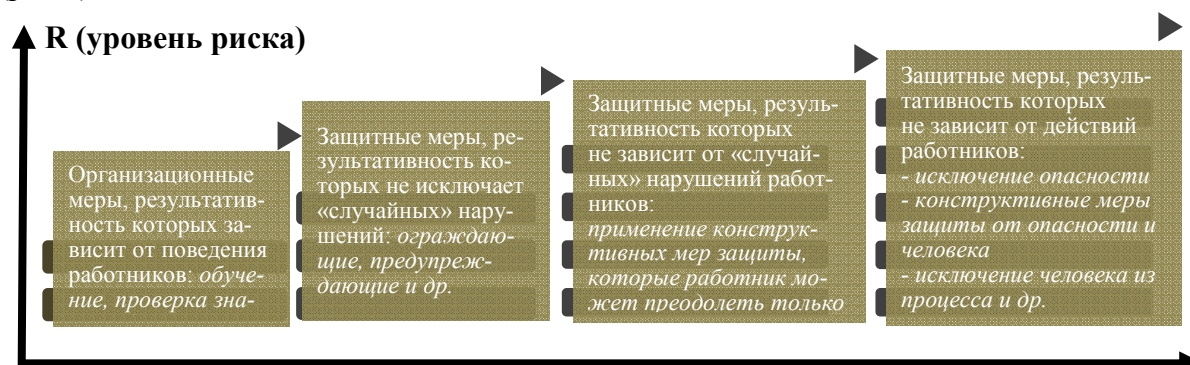 R (уровень риска)
Организационные
меры, результатив-
ность которых за-
висит от поведения
работников: обуче-
ние, проверка зна-
Защитные меры, ре-
зультативность ко-
торых не исключает
«случайных» нару-
шений: ограждаю-
щие, предупреж-
дающие и др.
Защитные меры, резуль-
тативность которых
не зависит от «случай-
ных» нарушений работ-
ников:
применение конструк-
тивных мер защиты,
которые работник мо-
жет преодолеть только
Защитные меры, резуль-
тативность которых
не зависит от действий
работников:
- исключение опасности
- конструктивные меры
защиты от опасности и
человека
- исключение человека из
процесса и др.